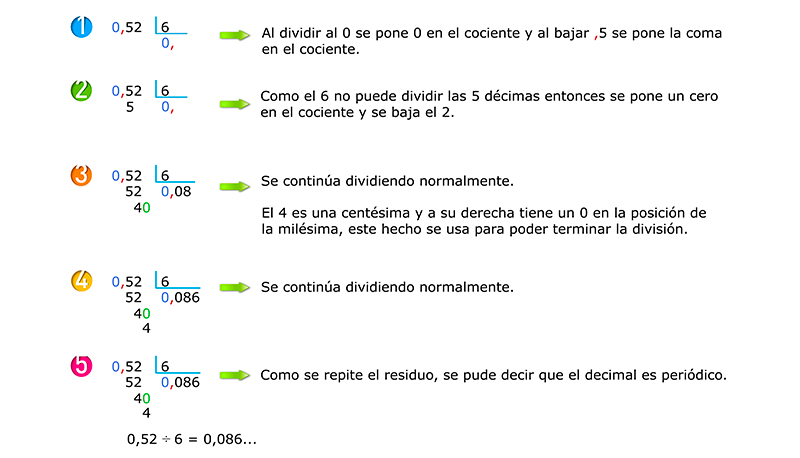 1
0,52 6
0,
Al dividir al 0 se pone 0 en el cociente y al bajar ,5 se pone la coma
en el cociente.
2
0,52 6
5 0,
Como el 6 no puede dividir las 5 décimas entonces se pone un cero
en el cociente y se baja el 2.
3
0,52 6
52 0,08
40
Se continúa dividiendo normalmente.
El 4 es una centésima y a su derecha tiene un 0 en la posición de
la milésima, este hecho se usa para poder terminar la división.
4
0,52 6
52 0,086
40
4
Se continúa dividiendo normalmente.
5
0,52 6
52 0,086
40
4
Como se repite el residuo, se pude decir que el decimal es periódico.
0,52 ÷ 6 = 0,086...